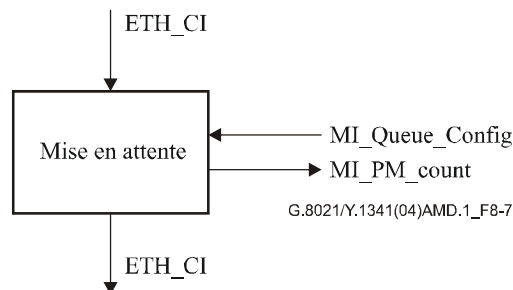 ETH_CI
Mise en attente
MI_Queue_Config
MI_PM_count
G.8021/Y.1341(04)AMD.1_F8-7
ETH_CI